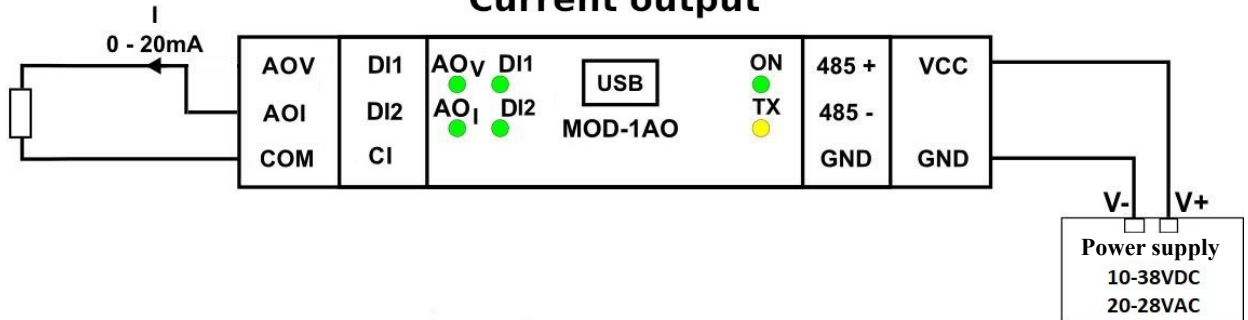 Current output
I
0 - 20mA
AOV DI1 AOV DI1 USB ON 485 + VCC
AOI DI2 AOI DI2 MOD-1AO TX 485 -
COM CI GND GND
V- V+
Power supply
10-38VDC
20-28VAC